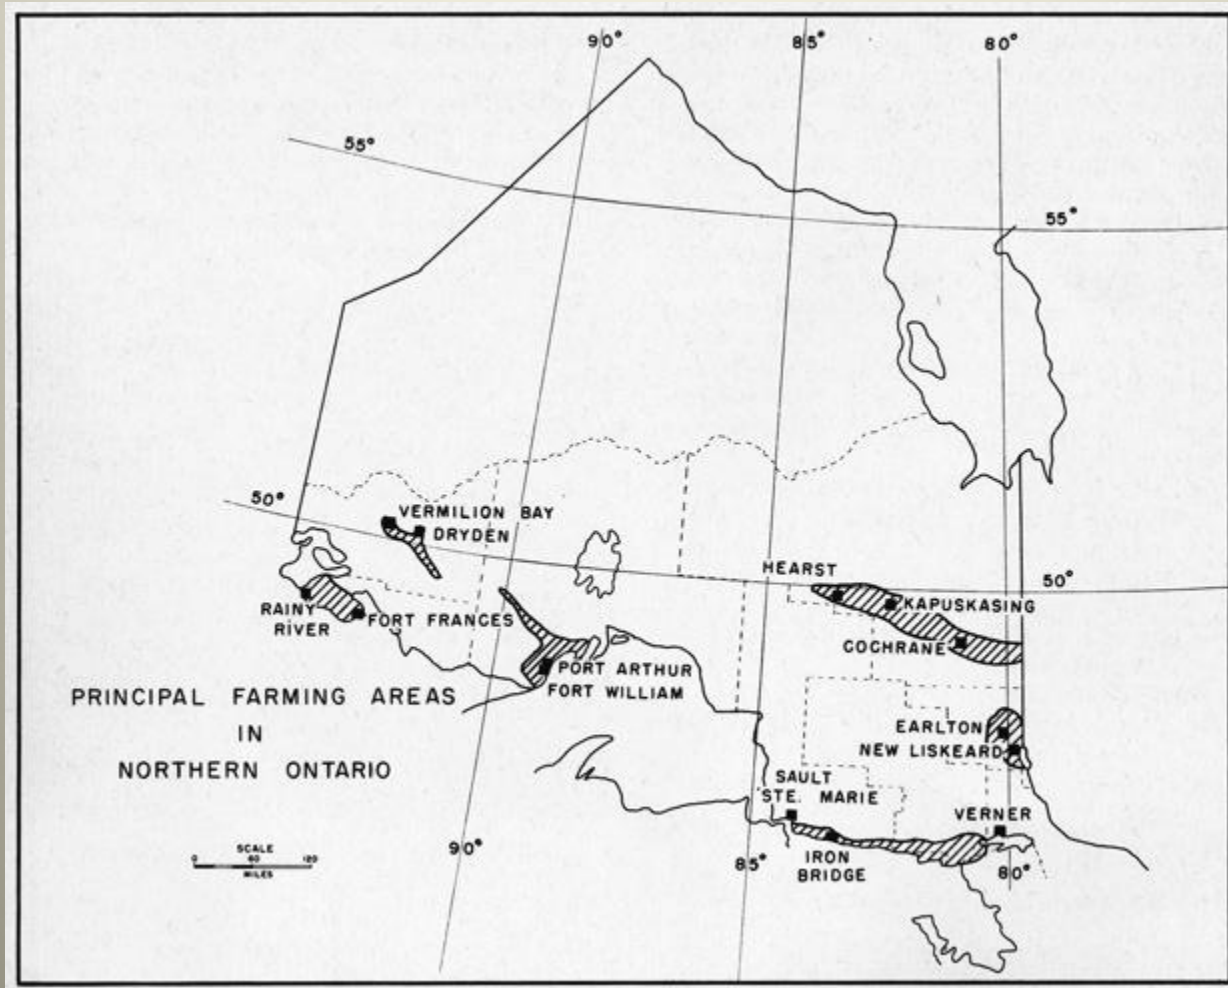 90°
85°
80°
55°
55°
50°
VERMILION BAY
DRYDEN
HEARST
50°
KAPUSKASING
RAINY
RIVER
FORT FRANCES
COCHRANE
PORT ARTHUR
FORT WILLIAM
PRINCIPAL FARMING AREAS
IN
NORTHERN ONTARIO
EARLTON
NEW LISKEARD
SAULT
STE. MARIE
VERNER
SCALE
0 60 120
MILES
90°
85°
IRON
BRIDGE
80°